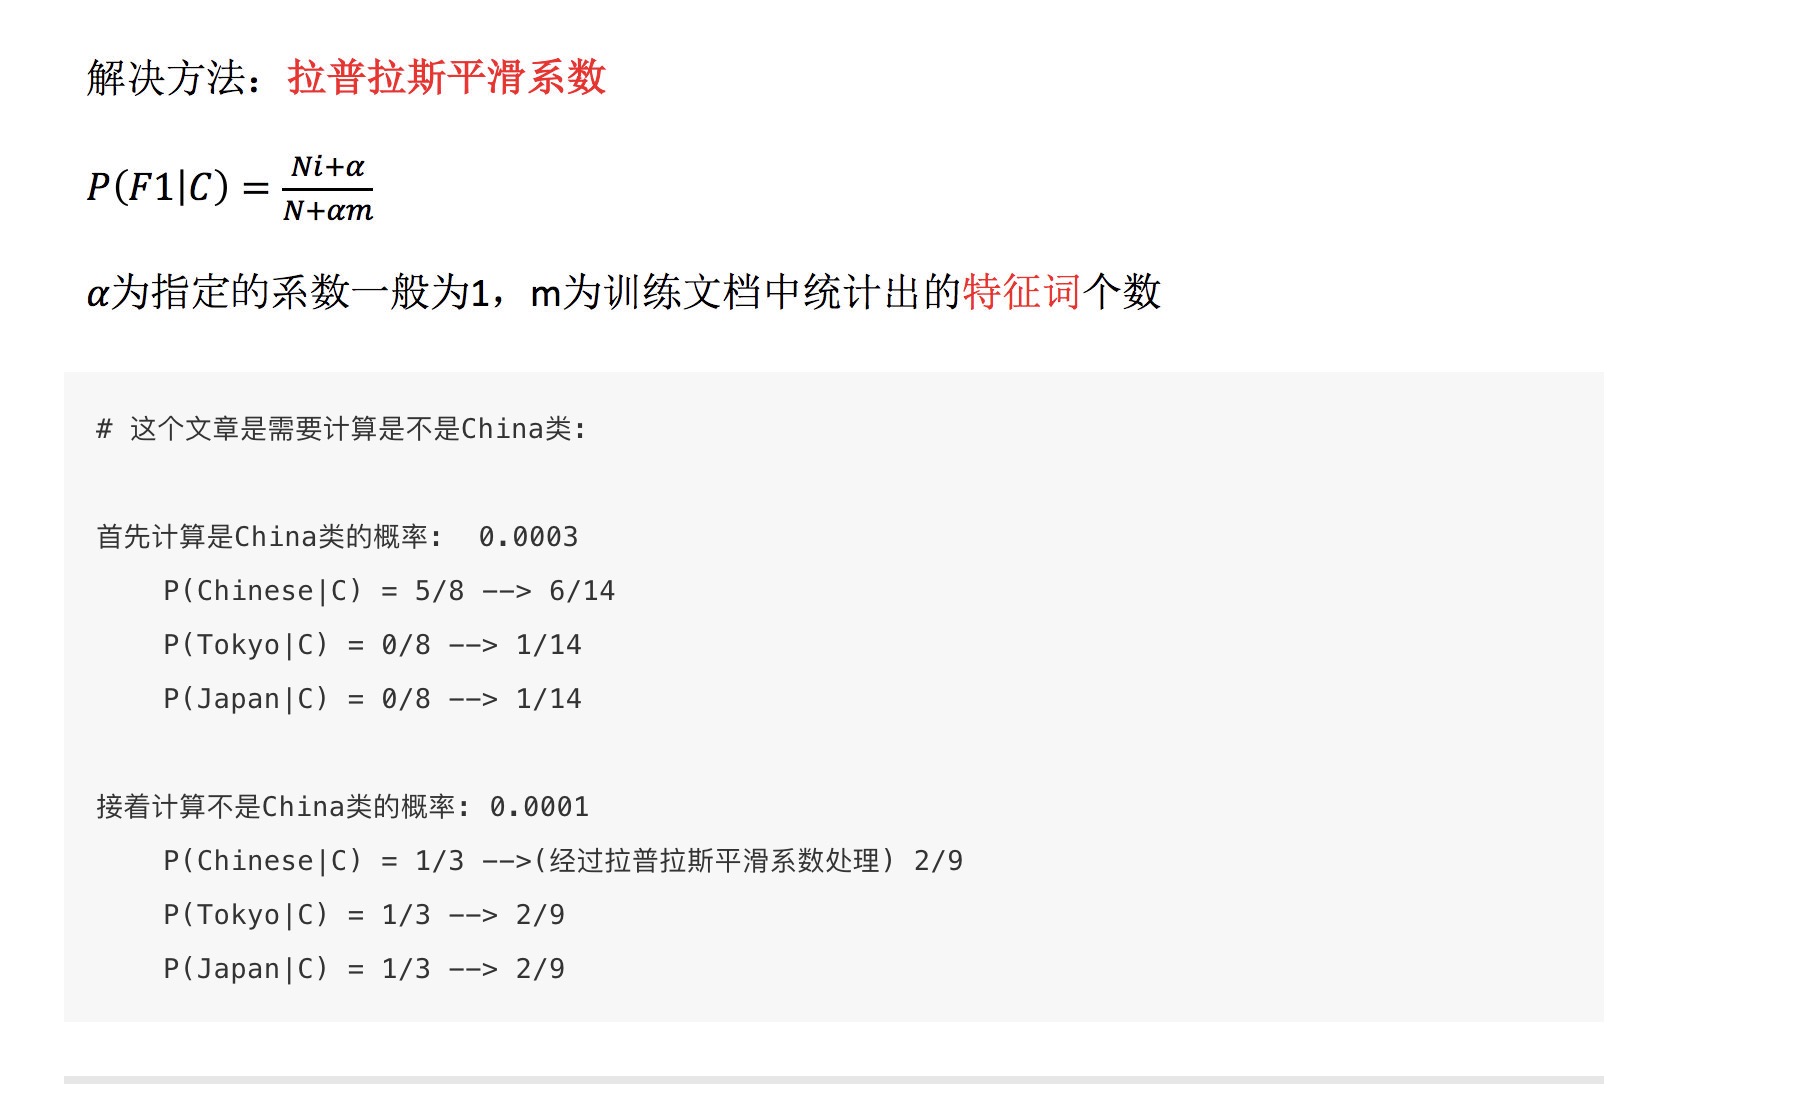 解决方法：拉普拉斯平滑系数
P(F1|C) = \frac{Ni+α}{N+αm}
α为指定的系数一般为1，m为训练文档中统计出的特征词个数
# 这个文章是需要计算是不是China类:
首先计算是China类的概率:  0.0003
P(Chinese|C) = 5/8 --> 6/14
P(Tokyo|C) = 0/8 --> 1/14
P(Japan|C) = 0/8 --> 1/14
接着计算不是China类的概率: 0.0001
P(Chinese|C) = 1/3 -->(经过拉普拉斯平滑系数处理) 2/9
P(Tokyo|C) = 1/3 --> 2/9
P(Japan|C) = 1/3 --> 2/9